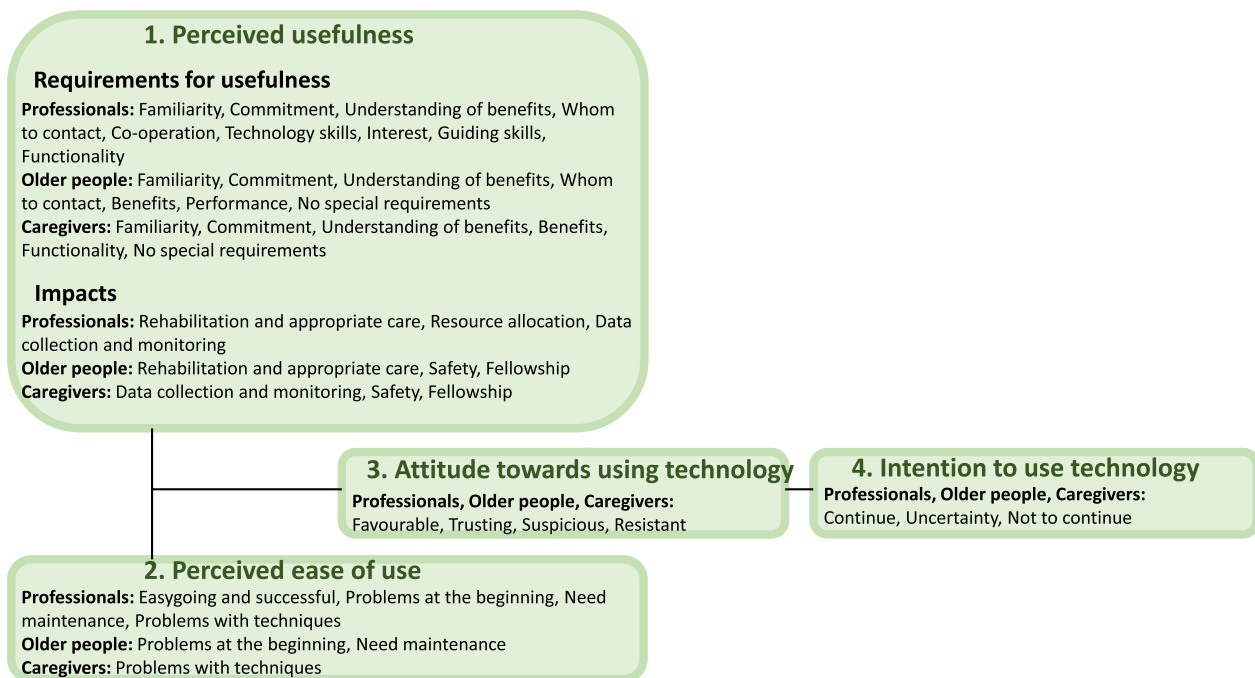 1. Perceived usefulness
Requirements for usefulness
Professionals: Familiarity, Commitment, Understanding of benefits, Whom
to contact, Co-operation, Technology skills, Interest, Guiding skills,
Functionality
Older people: Familiarity, Commitment, Understanding of benefits, Whom
to contact, Benefits, Performance, No special requirements
Caregivers: Familiarity, Commitment, Understanding of benefits, Benefits,
Functionality, No special requirements
Impacts
Professionals: Rehabilitation and appropriate care, Resource allocation, Data
collection and monitoring
Older people: Rehabilitation and appropriate care, Safety, Fellowship
Caregivers: Data collection and monitoring, Safety, Fellowship
3. Attitude towards using technology
Professionals, Older people, Caregivers:
Favourable, Trusting, Suspicious, Resistant
4. Intention to use technology
Professionals, Older people, Caregivers:
Continue, Uncertainty, Not to continue
2. Perceived ease of use
Professionals: Easygoing and successful, Problems at the beginning, Need
maintenance, Problems with techniques
Older people: Problems at the beginning, Need maintenance
Caregivers: Problems with techniques